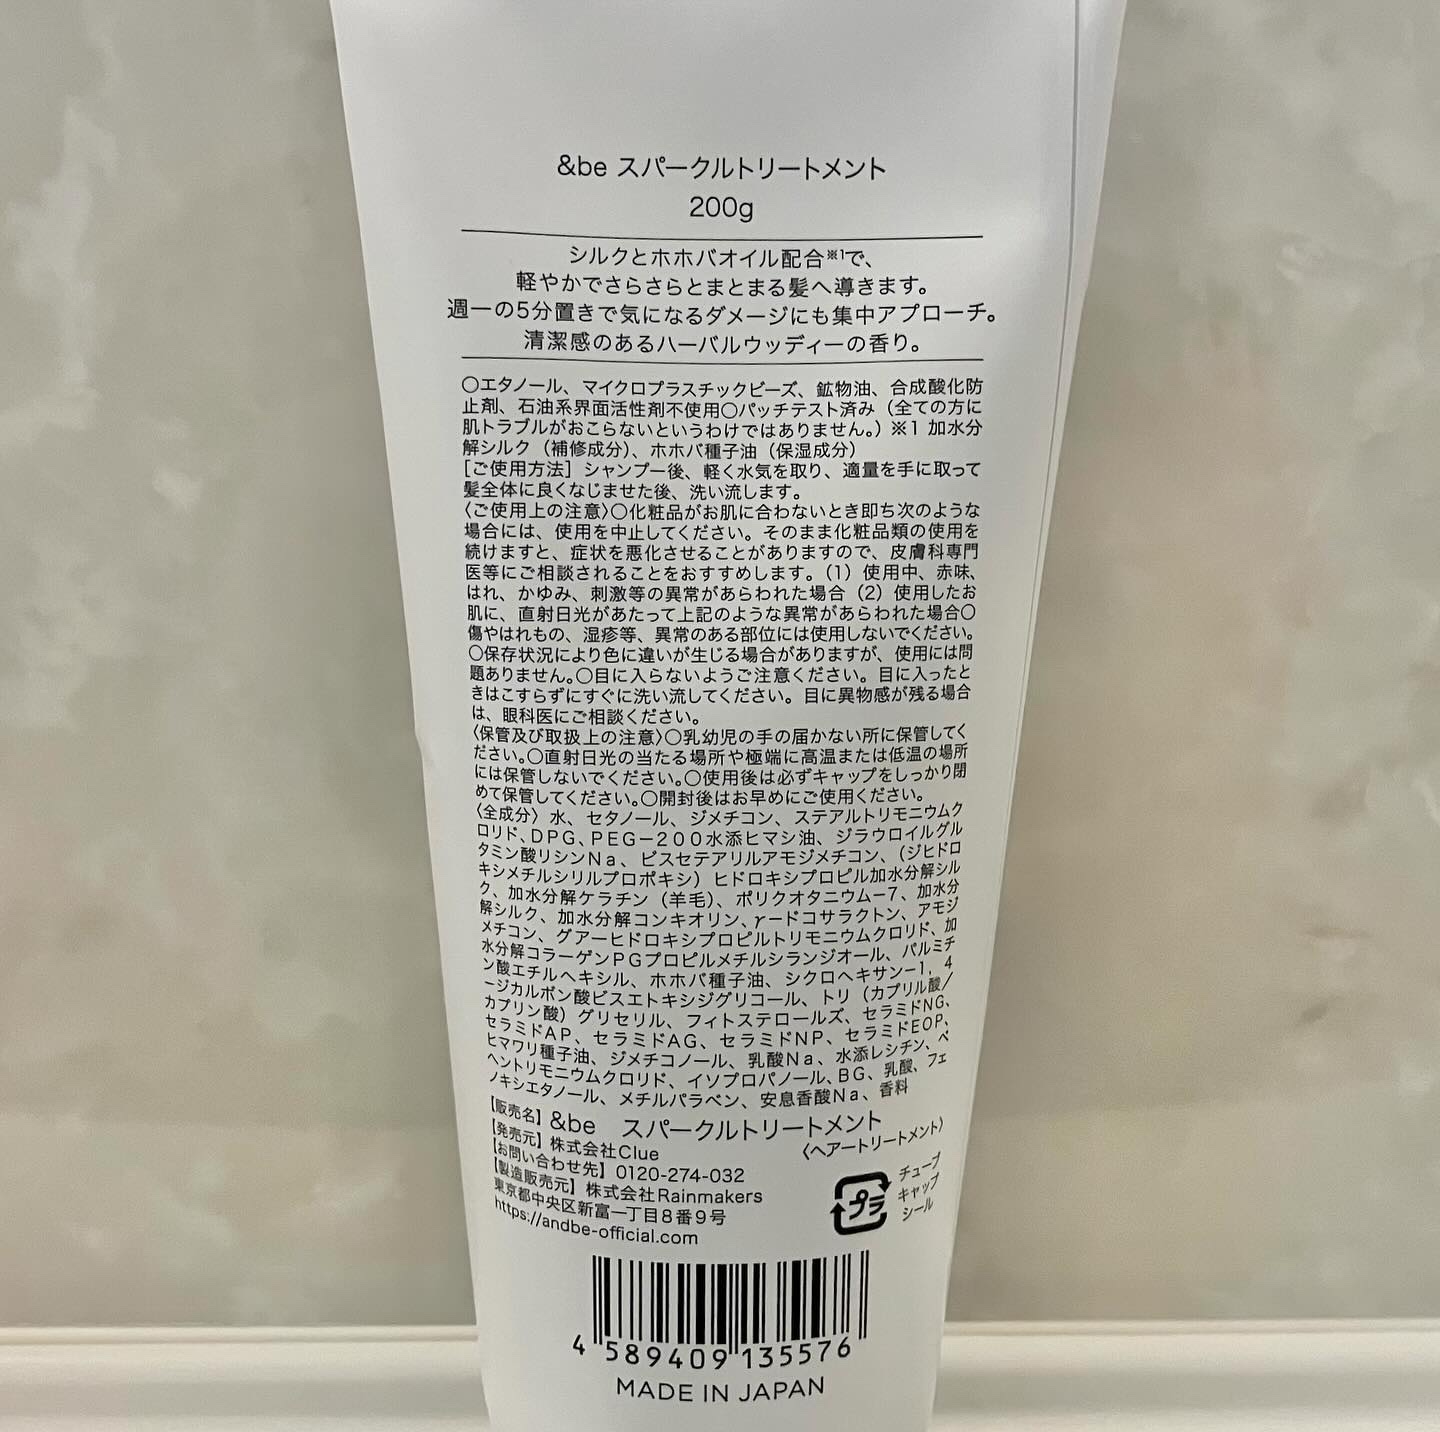 &be スパークルトリートメント
200g
シルクとホホバオイル配合※1で、
軽やかでさらさらとまとまる髪へ導きます。
週一の5分置きで気になるダメージにも集中アプローチ。
清潔感のあるハーバルウッディーの香り。
○エタノール、マイクロプラスチックビーズ、鉱物油、合成酸化防
止剤、石油系界面活性剤不使用○パッチテスト済み（全ての方に
肌トラブルがおこらないというわけではありません。）※1 加水分
解シルク（補修成分）、ホホバ種子油（保湿成分）
［ご使用方法］シャンプー後、軽く水気を取り、適量を手に取って
髪全体に良くなじませた後、洗い流します。
〈ご使用上の注意〉○化粧品がお肌に合わないとき即ち次のような
場合には、使用を中止してください。そのまま化粧品類の使用を
続けますと、症状を悪化させることがありますので、皮膚科専門
医等にご相談されることをおすすめします。（1）使用中、赤味、
はれ、かゆみ、刺激等の異常があらわれた場合（2）使用したお
肌に、直射日光があたって上記のような異常があらわれた場合○
傷やはれもの、湿疹等、異常のある部位には使用しないでください。
○保存状況により色に違いが生じる場合がありますが、使用には問
題ありません。○目に入らないようご注意ください。目に入ったと
きはこすらずにすぐに洗い流してください。目に異物感が残る場合
は、眼科医にご相談ください。
〈保管及び取扱上の注意〉○乳幼児の手の届かない所に保管してく
ださい。○直射日光の当たる場所や極端に高温または低温の場所
には保管しないでください。○使用後は必ずキャップをしっかり閉
めて保管してください。○開封後はお早めにご使用ください。
〈全成分〉水、セタノール、ジメチコン、ステアルトリモニウムク
ロリド、DPG、PEG－200水添ヒマシ油、ジラウロイルグル
タミン酸リシンNa、ビスセテアリルアモジメチコン、（ジヒドロ
キシメチルシリルプロポキシ）ヒドロキシプロピル加水分解シル
ク、加水分解ケラチン（羊毛）、ポリクオタニウム－7、加水分
解シルク、加水分解コンキオリン、γ－ドコサラクトン、アモジ
メチコン、グアーヒドロキシプロピルトリモニウムクロリド、加
水分解コラーゲンPGプロピルメチルシランジオール、パルミチ
ン酸エチルヘキシル、ホホバ種子油、シクロヘキサン－1，4
－ジカルボン酸ビスエトキシジグリコール、トリ（カプリル酸／
カプリン酸）グリセリル、フィトステロールズ、セラミドNG、
セラミドAP、セラミドAG、セラミドNP、セラミドEOP、
ヒマワリ種子油、ジメチコノール、乳酸Na、水添レシチン、ベ
ヘントリモニウムクロリド、イソプロパノール、BG、乳酸、フェ
ノキシエタノール、メチルパラベン、安息香酸Na、香料
【販売名】&be スパークルトリートメント
〈ヘアートリートメント〉
【発売元】株式会社Clue
【お問い合わせ先】0120-274-032
【製造販売元】株式会社Rainmakers
東京都中央区新富一丁目8番9号
https://andbe-official.com
プラ
チューブ
キャップ
シール
4 589409 135576
MADE IN JAPAN